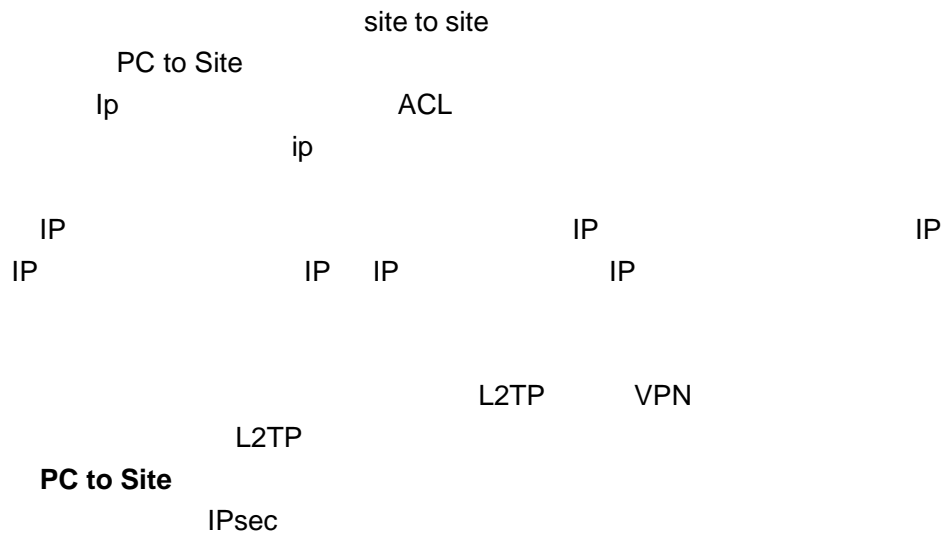 site to site
PC to Site
Ip ACL
ip
IP IP IP
IP IP IP IP
L2TP VPN
L2TP
PC to Site
IPsec